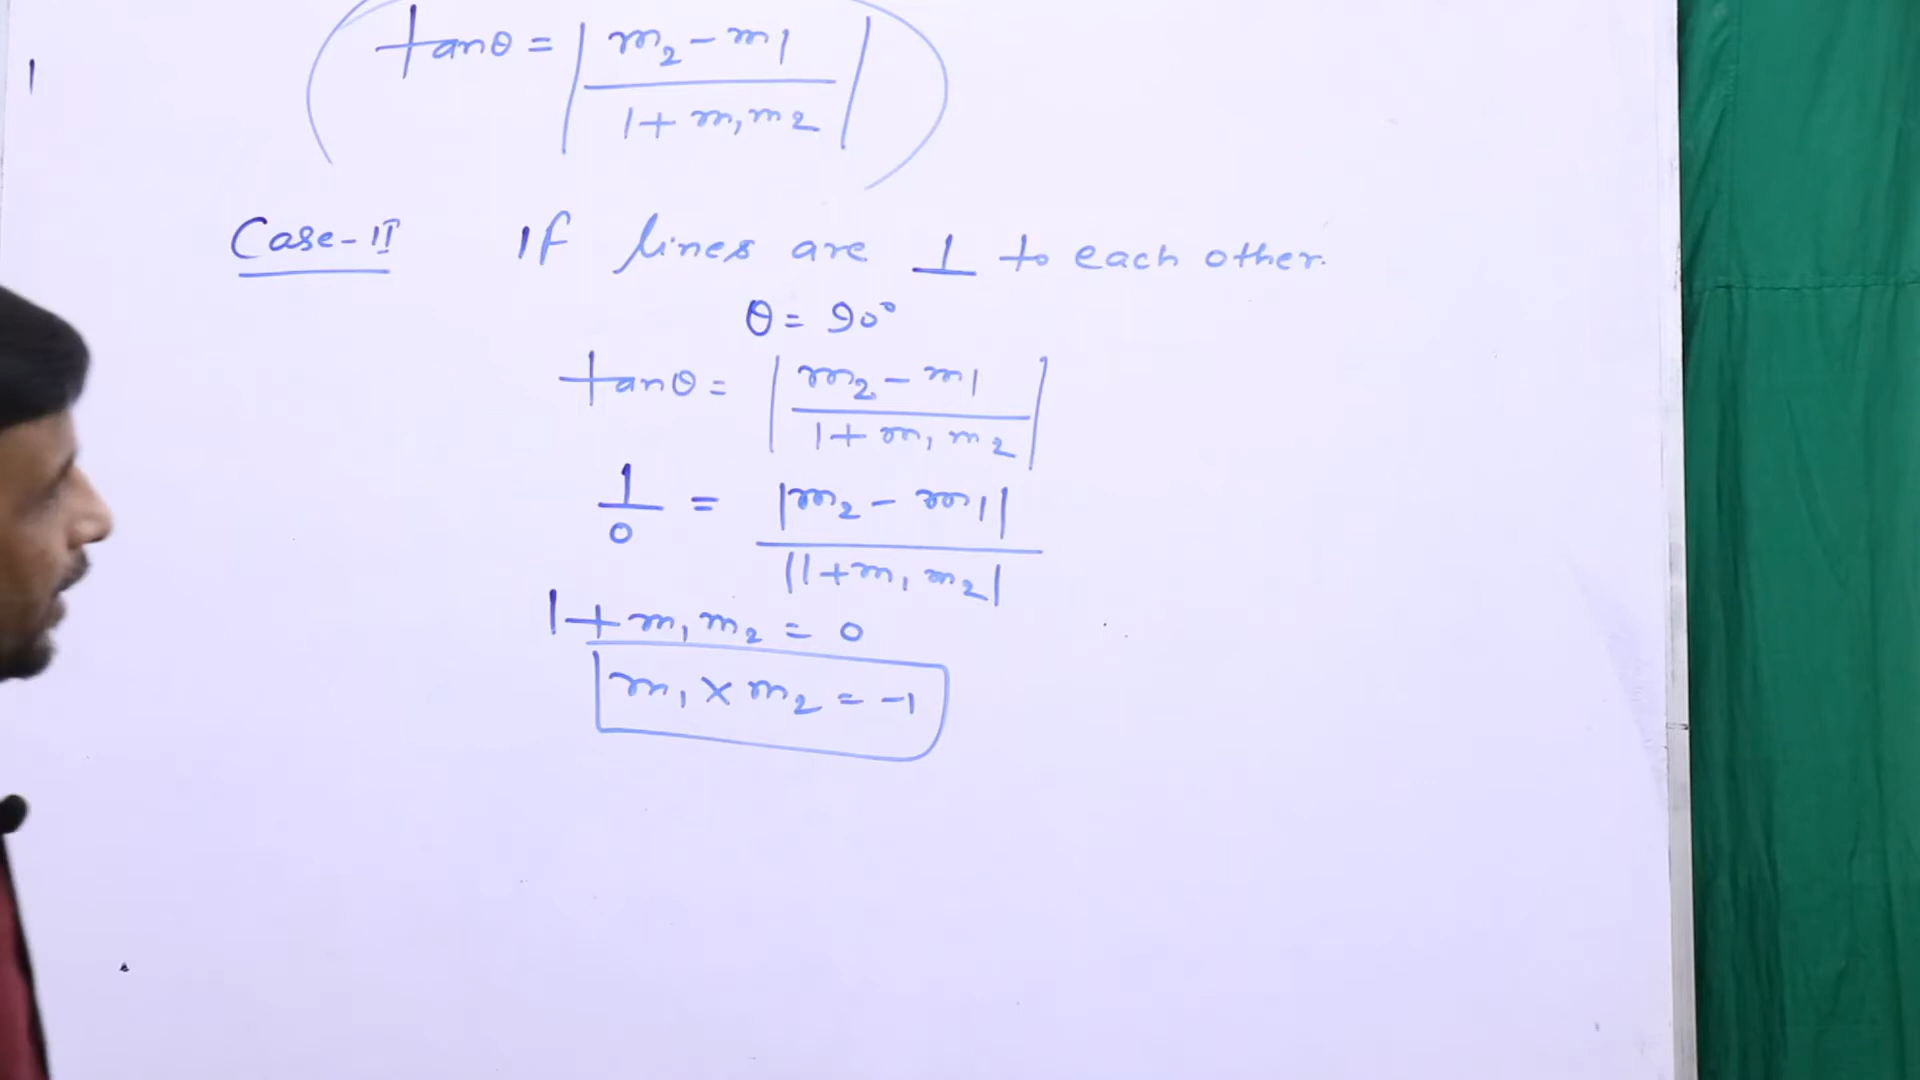 tanθ = | m₂ - m₁ / 1 + m₁m₂ |
Case-II If lines are ⊥ to each other.
θ = 90°
tanθ = | m₂ - m₁ / 1 + m₁m₂ |
1/0 = |m₂ - m₁| / |1 + m₁m₂|
1 + m₁m₂ = 0
m₁ × m₂ = -1